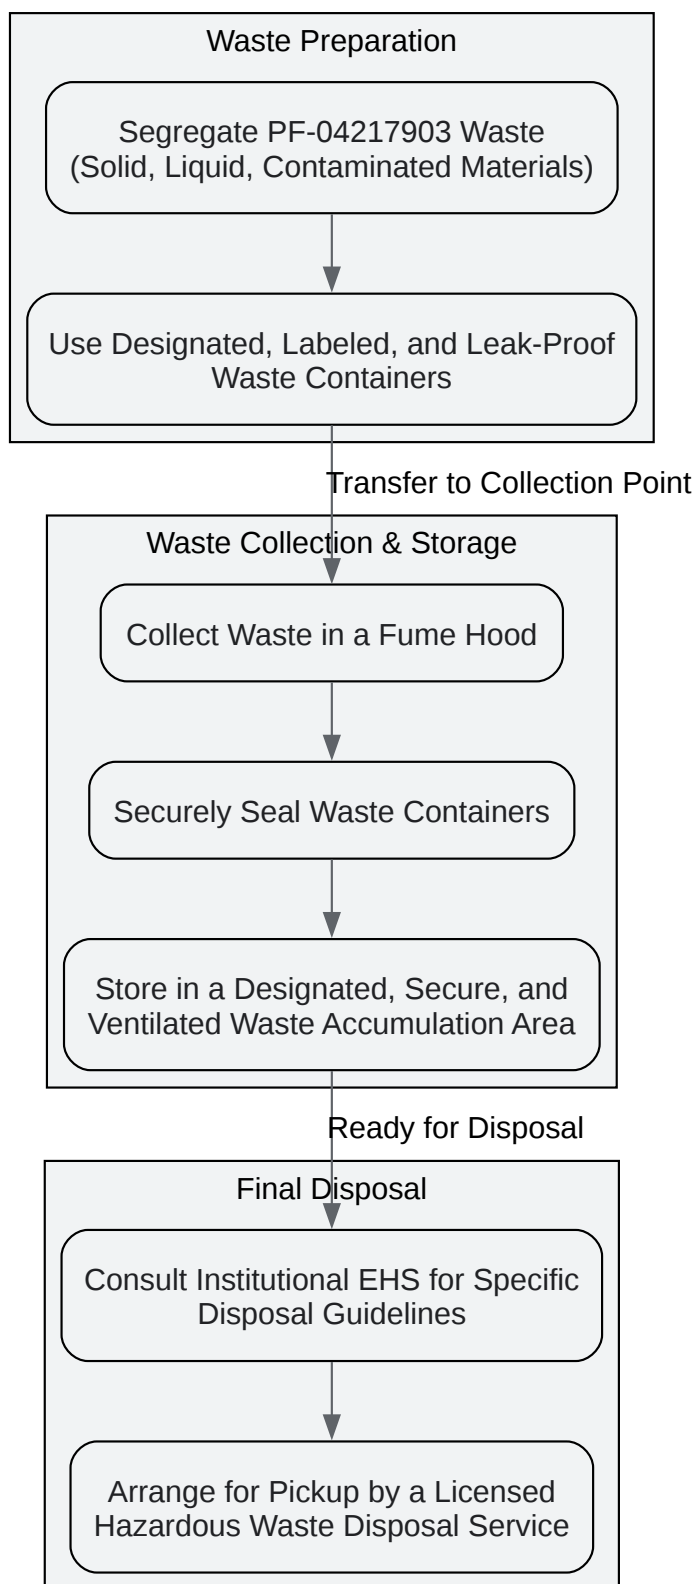 Waste Preparation
Segregate PF-04217903 Waste
(Solid, Liquid, Contaminated Materials)
Use Designated, Labeled, and Leak-Proof
Waste Containers
Transfer to Collection Point
Waste Collection & Storage
Collect Waste in a Fume Hood
Securely Seal Waste Containers
Store in a Designated, Secure, and
Ventilated Waste Accumulation Area
Ready for Disposal
Final Disposal
Consult Institutional EHS for Specific
Disposal Guidelines
Arrange for Pickup by a Licensed
Hazardous Waste Disposal Service